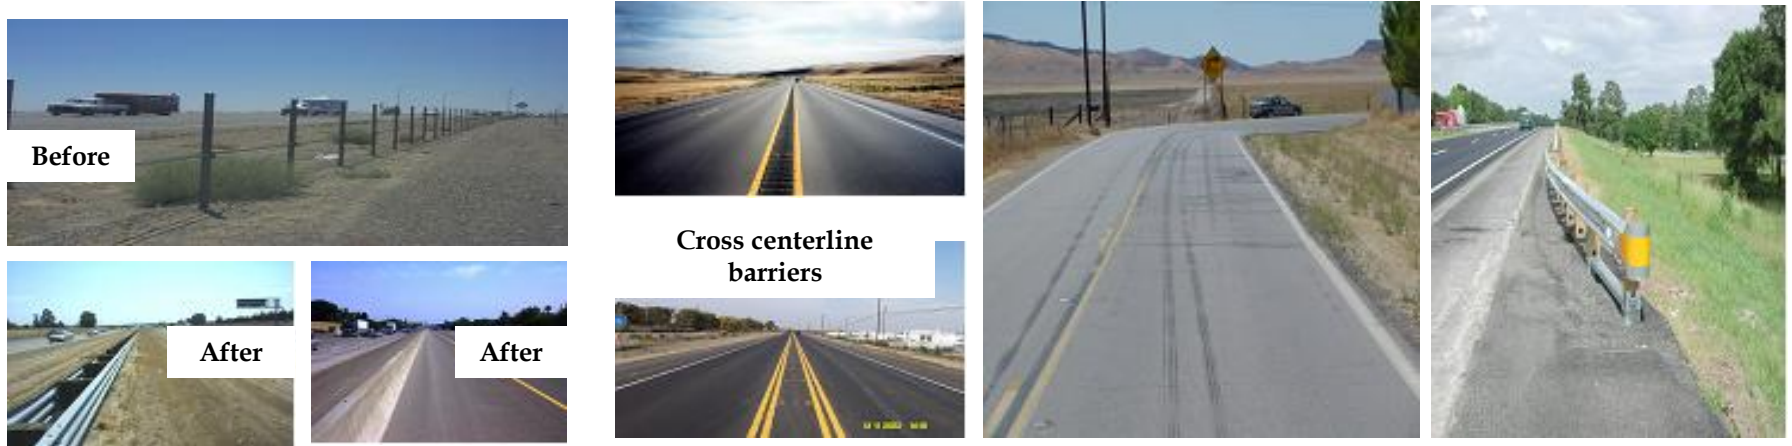 Before
After
After
Cross centerline
barriers